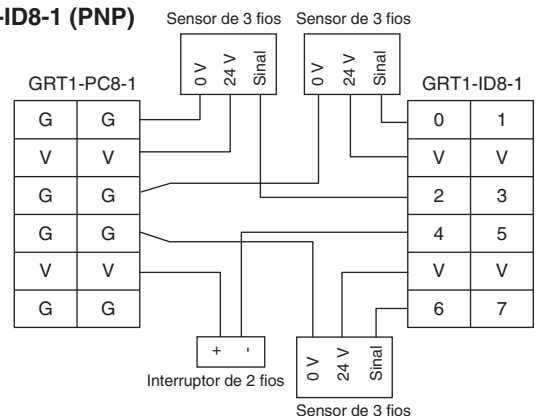 -ID8-1 (PNP)
Sensor de 3 fios Sensor de 3 fios
0 V 24 V Sinal 0 V 24 V Sinal
GRT1-PC8-1 GRT1-ID8-1
G G 0 1
V V V V
G G 2 3
G G 4 5
V V V V
G G 6 7
+ -
Interruptor de 2 fios
0 V 24 V Sinal
Sensor de 3 fios